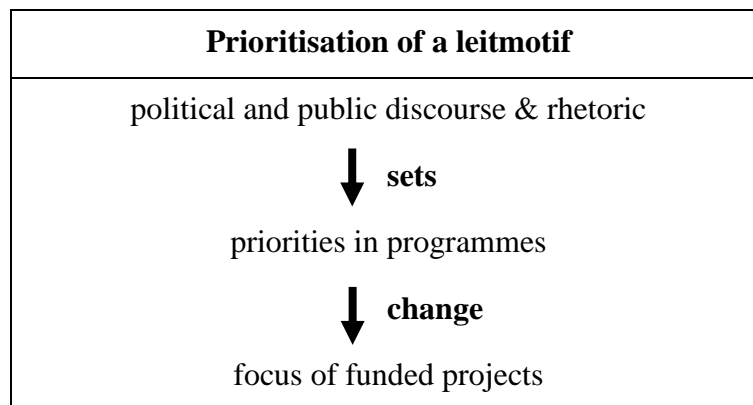 Prioritisation of a leitmotif
political and public discourse & rhetoric
sets
priorities in programmes
change
focus of funded projects